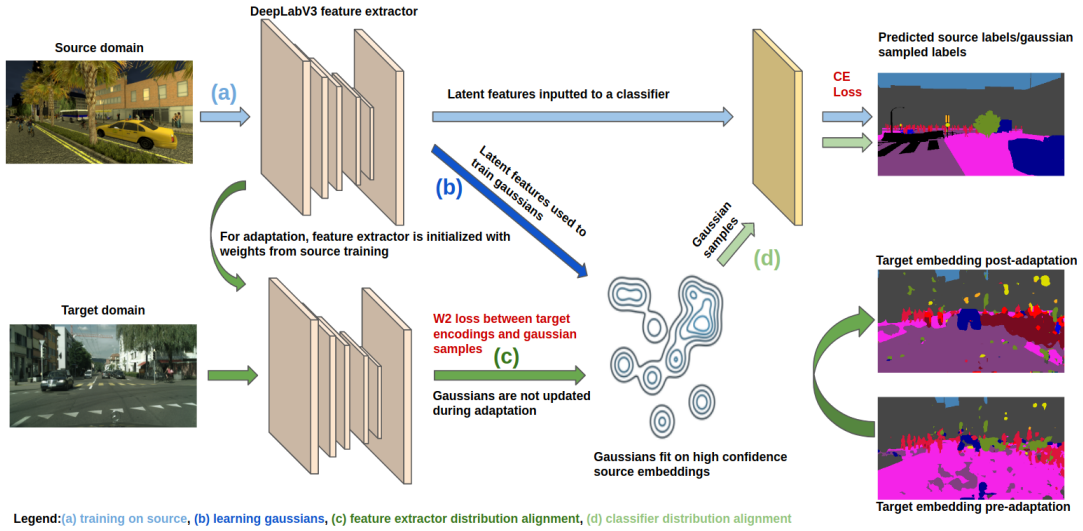 DeepLabV3 feature extractor
Source domain
(a)
Latent features inputted to a classifier
CE
Loss
Predicted source labels/gaussian
sampled labels
(b)
Latent features used to
train gaussians
Gaussian
samples
(d)
For adaptation, feature extractor is initialized with
weights from source training
Target domain
W2 loss between target
encodings and gaussian
samples
(c)
Gaussians are not updated
during adaptation
Gaussians fit on high confidence
source embeddings
Target embedding post-adaptation
Target embedding pre-adaptation
Legend:(a) training on source, (b) learning gaussians, (c) feature extractor distribution alignment, (d) classifier distribution alignment